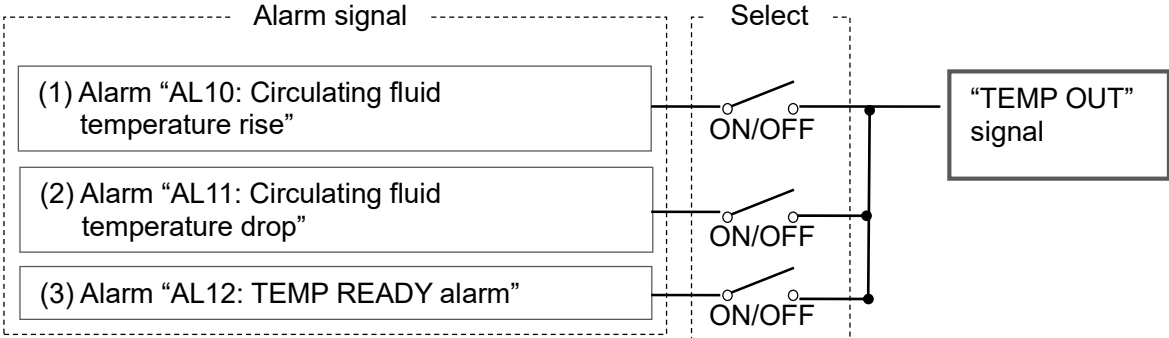 Alarm signal
Select
(1) Alarm “AL10: Circulating fluid
temperature rise”
ON/OFF
“TEMP OUT”
signal
(2) Alarm “AL11: Circulating fluid
temperature drop”
ON/OFF
(3) Alarm “AL12: TEMP READY alarm”
ON/OFF